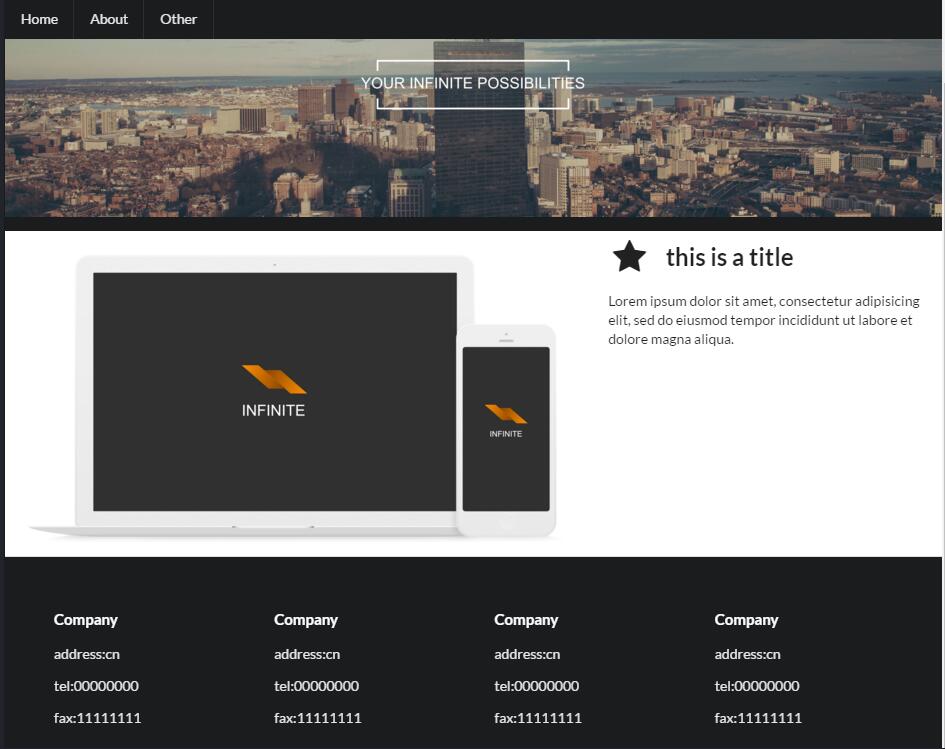 Home About Other
YOUR INFINITE POSSIBILITIES
this is a title
Lorem ipsum dolor sit amet, consectetur adipisicing
elit, sed do eiusmod tempor incididunt ut labore et
dolore magna aliqua.
INFINITE
INFINITE
Company Company Company Company
address:cn address:cn address:cn address:cn
tel:00000000 tel:00000000 tel:00000000 tel:00000000
fax:11111111 fax:11111111 fax:11111111 fax:11111111